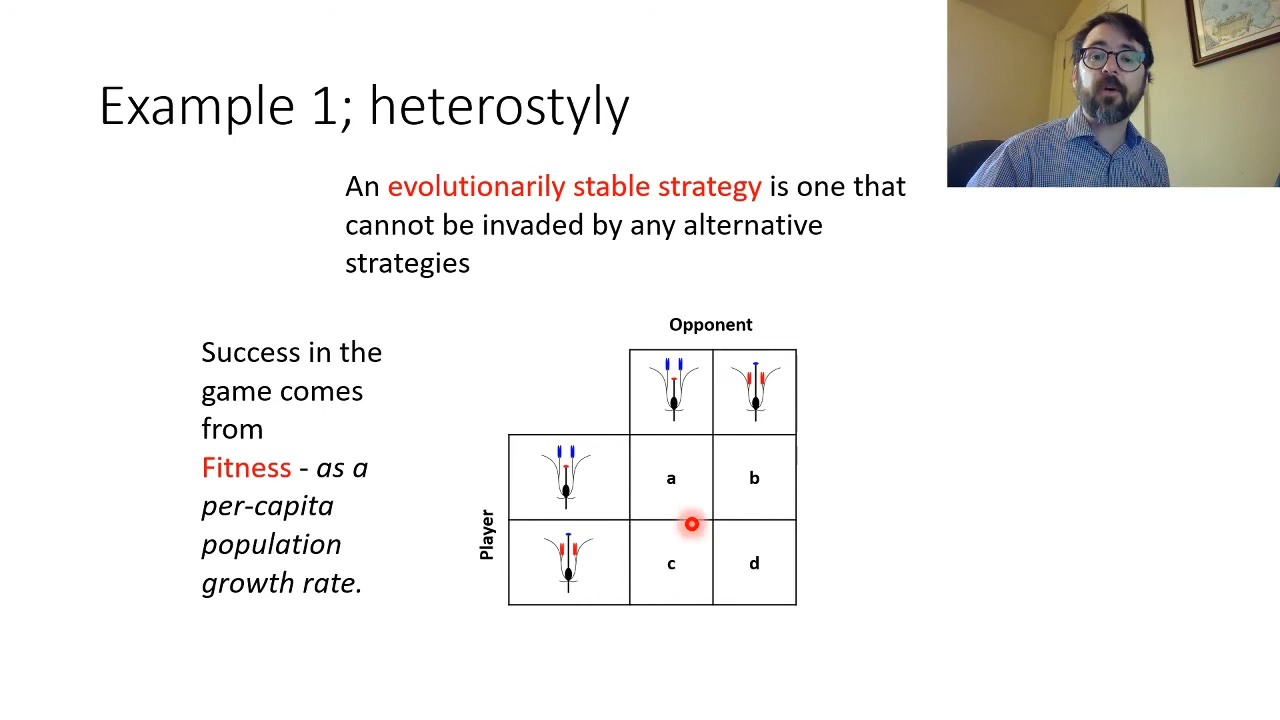 Example 1; heterostyly
An evolutionarily stable strategy is one that
cannot be invaded by any alternative
strategies
Success in the
game comes
from
Fitness - as a
per-capita
population
growth rate.
Opponent
Player
a b
c d